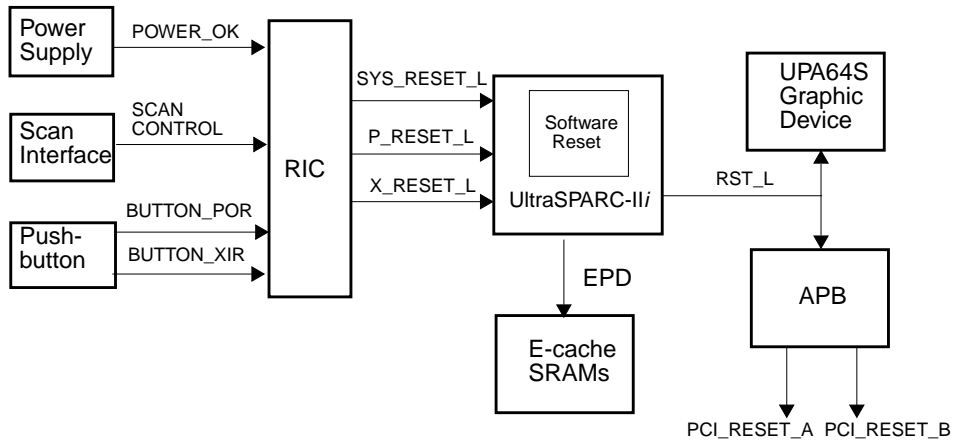 Power
Supply
POWER_OK
Scan
Interface
SCAN
CONTROL
Push-
button
BUTTON_POR
BUTTON_XIR
RIC
SYS_RESET_L
P_RESET_L
X_RESET_L
Software
Reset
UltraSPARC-IIi
EPD
E-cache
SRAMs
RST_L
UPA64S
Graphic
Device
APB
PCI_RESET_A
PCI_RESET_B